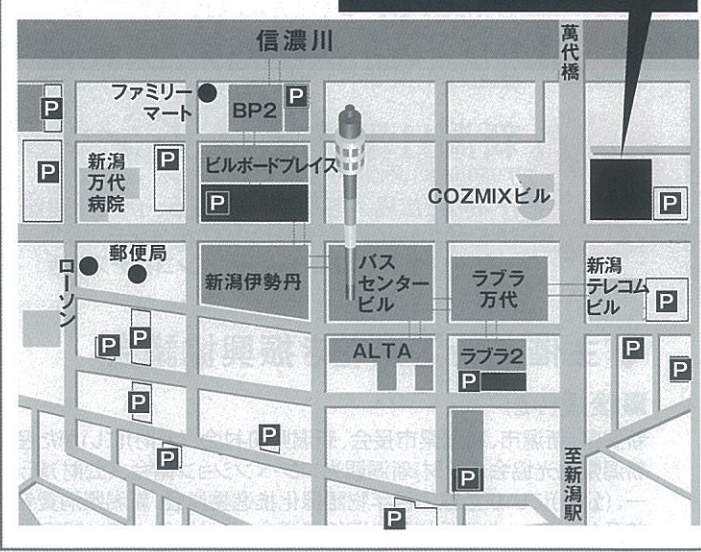 信濃川
萬代橋
ファミリー
マート
BP2
P
P
新潟
万代
病院
P
P
ビルボードプレイス
P
COZMIXビル
P
ローソン
郵便局
新潟伊勢丹
バス
センター
ビル
ラブラ
万代
新潟
テレコム
ビル
P
P
P
ALTA
ラブラ2
P
P
P
P
P
P
P
至新潟駅
P